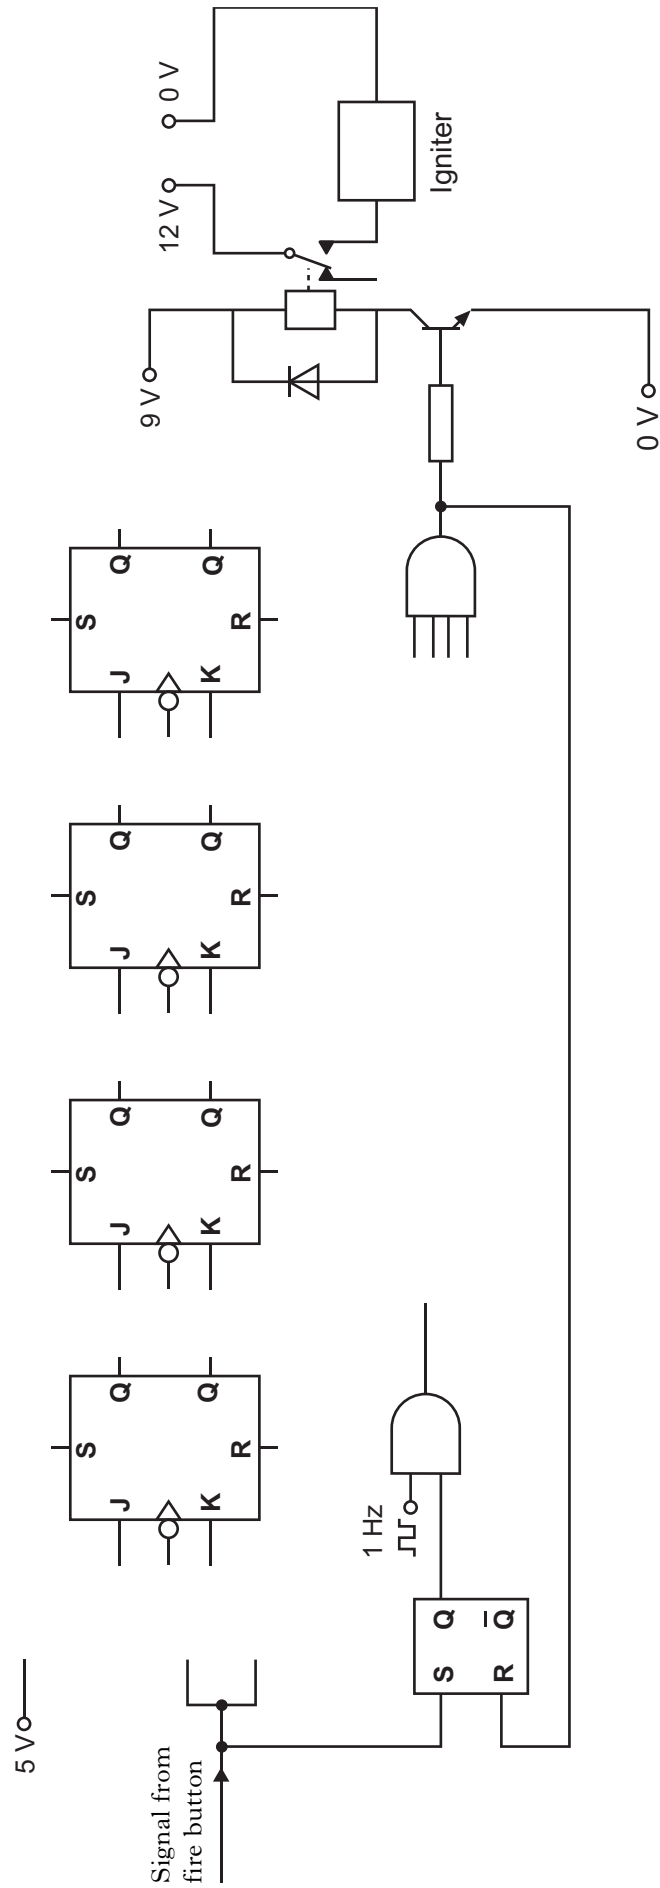 5 V
Signal from
fire button
S
J Q
K Q
R
S
J Q
K Q
R
S
J Q
K Q
R
S
J Q
K Q
R
9 V
12 V
0 V
1 Hz
S Q
R Q̅
Igniter
0 V